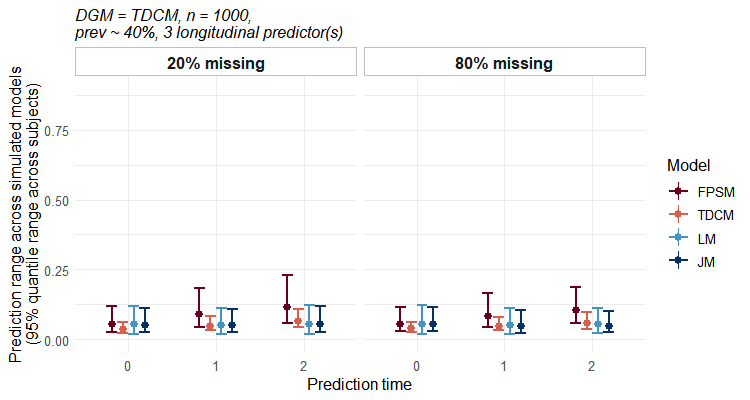 DGM = TDCM, n = 1000,
prev ~ 40%, 3 longitudinal predictor(s)
20% missing
80% missing
Prediction range across simulated models
(95% quantile range across subjects)
0.75
0.50
0.25
0.00
0
1
2
0
1
2
Prediction time
Model
FPSM
TDCM
LM
JM